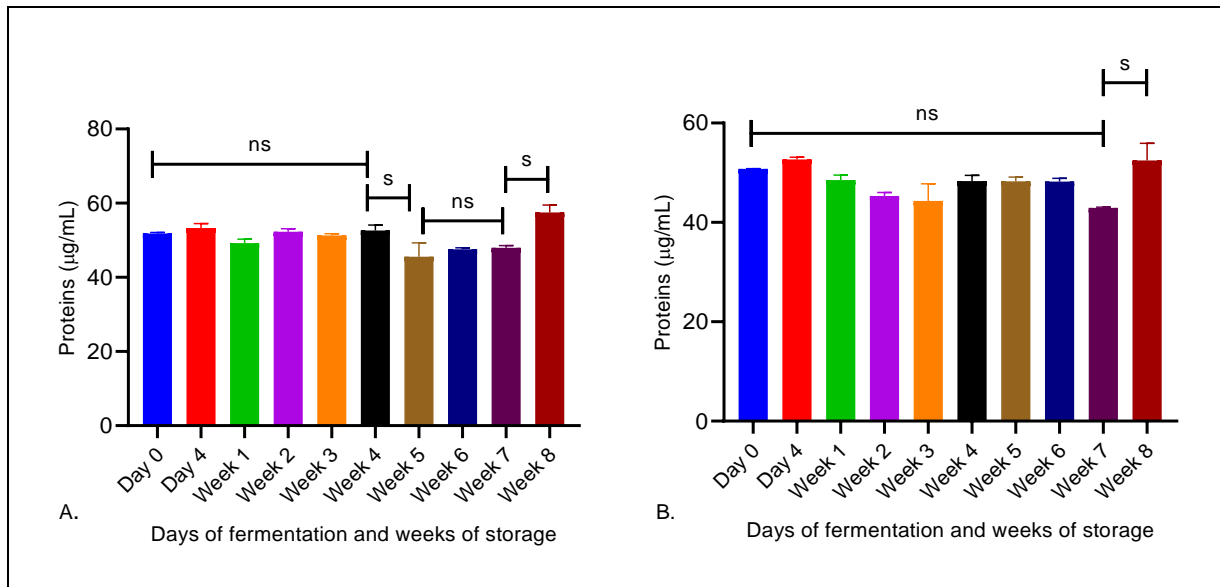 80
60
40
20
0
Proteins (µg/mL)
ns
s
ns
s
Day 0
Day 4
Week 1
Week 2
Week 3
Week 4
Week 5
Week 6
Week 7
Week 8
A.
Days of fermentation and weeks of storage
60
40
20
0
Proteins (µg/mL)
ns
s
Day 0
Day 4
Week 1
Week 2
Week 3
Week 4
Week 5
Week 6
Week 7
Week 8
B.
Days of fermentation and weeks of storage